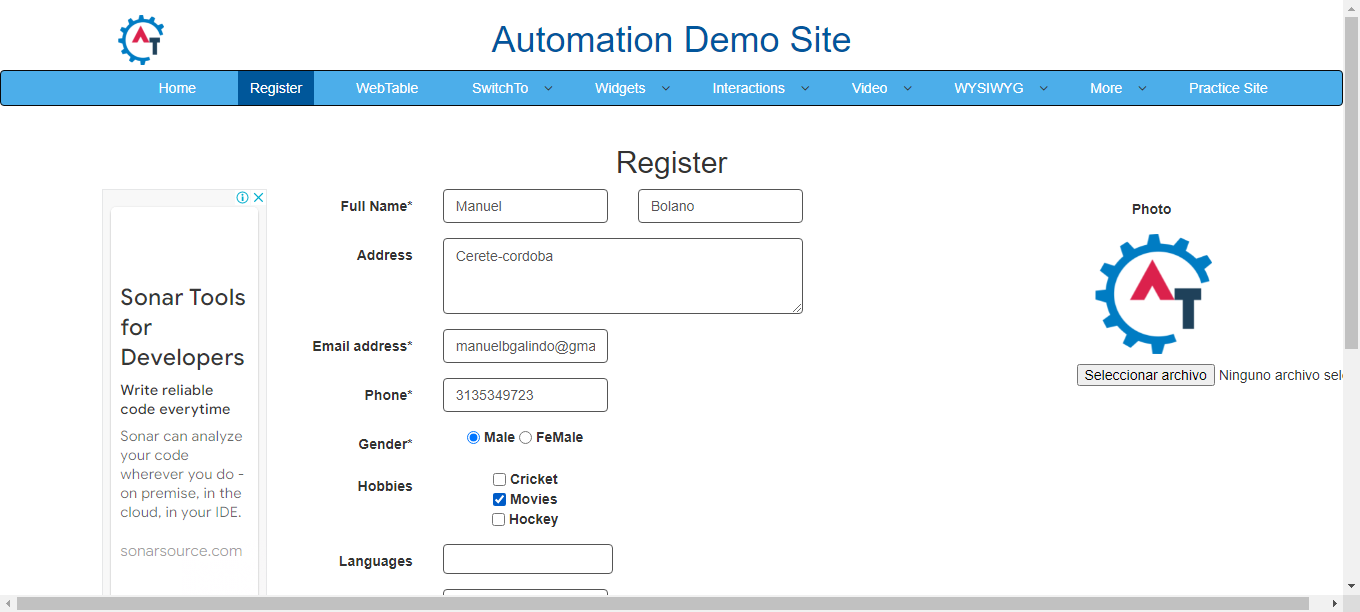 AT
Automation Demo Site
Home Register WebTable SwitchTo Widgets Interactions Video WYSIWYG More Practice Site
Register
Sonar Tools
for
Developers
Write reliable
code everytime
Sonar can analyze
your code
wherever you do -
on premise, in the
cloud, in your IDE.
sonarsource.com
Full Name* Manuel Bolano
Address Cerete-cordoba
Email address* manuelbgalindo@gma
Phone* 3135349723
Gender* Male FeMale
Hobbies Cricket
Movies
Hockey
Languages
Photo
AT
Seleccionar archivo Ninguno archivo sel